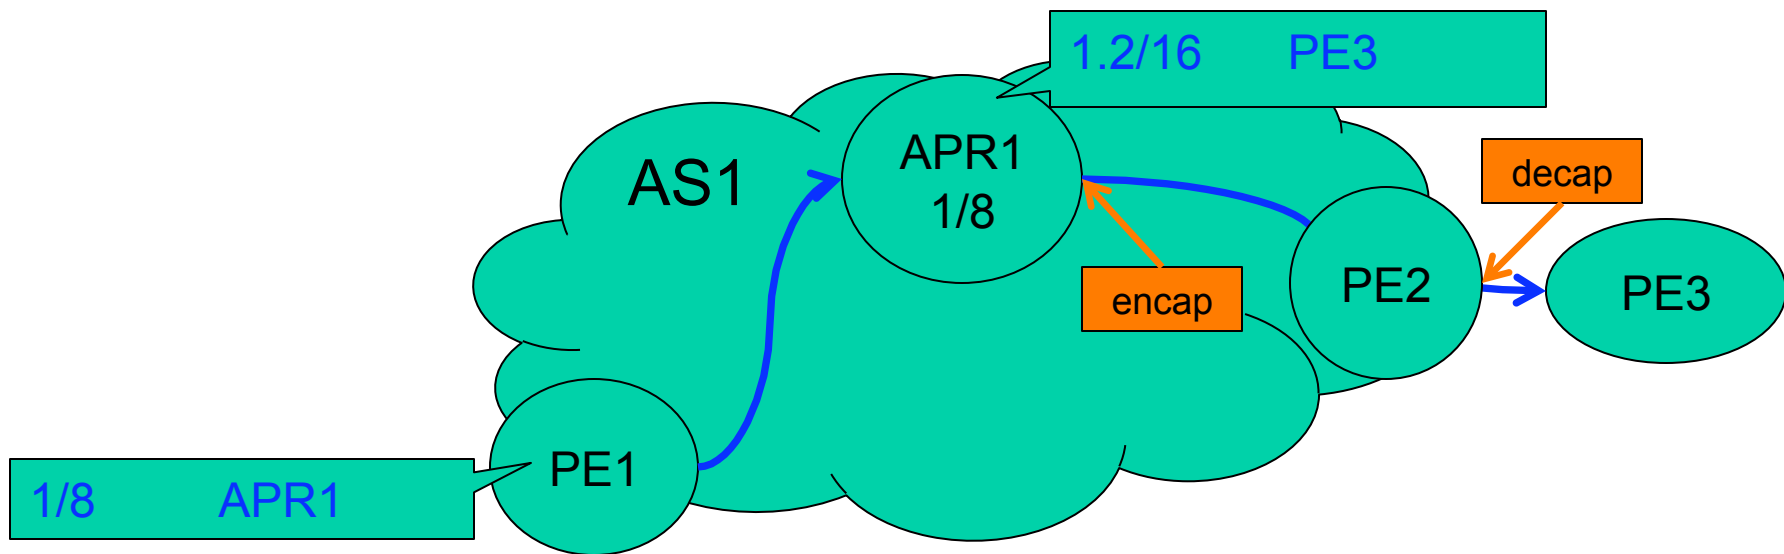 1.2/16 PE3
APR1
1/8
AS1
decap
PE2
PE3
encap
PE1
1/8 APR1